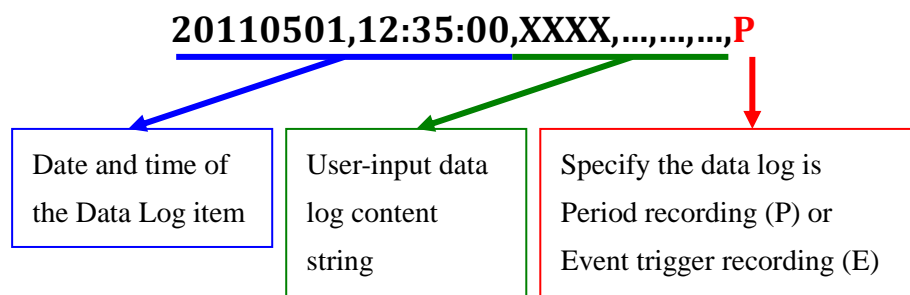 20110501,12:35:00,XXXX,...,...,...,P
Date and time of
the Data Log item
User-input data
log content
string
Specify the data log is
Period recording (P) or
Event trigger recording (E)